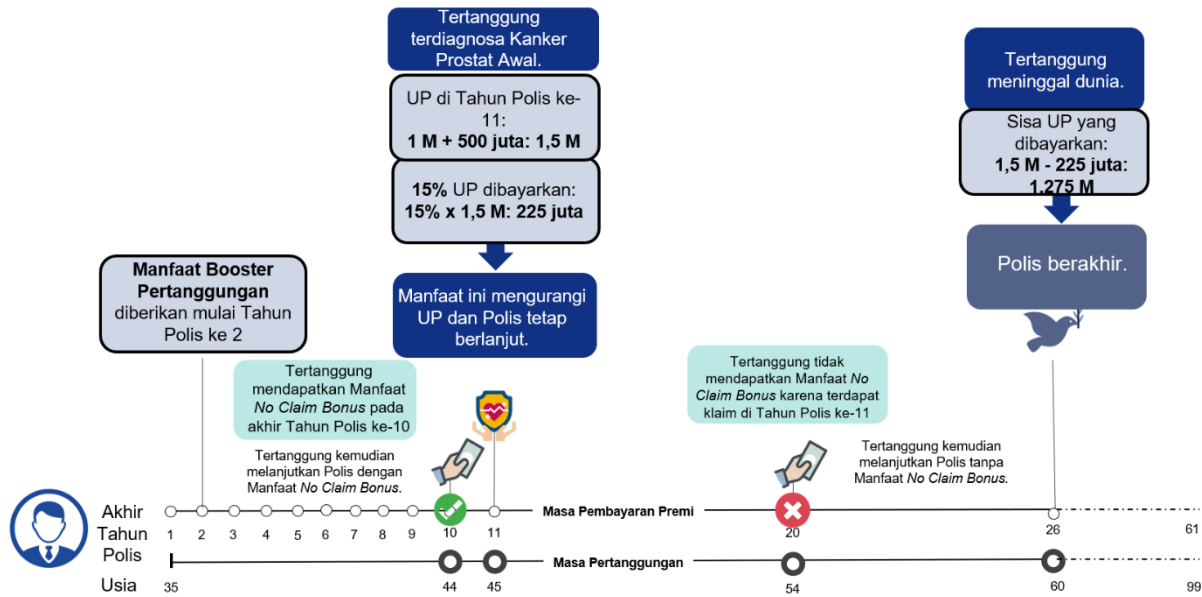 Tertanggung
terdiagnosa Kanker
Prostat Awal.
UP di Tahun Polis ke-
11:
1 M + 500 juta: 1,5 M
15% UP dibayarkan:
15% x 1,5 M: 225 juta
Manfaat ini mengurangi
UP dan Polis tetap
berlanjut.
Tertanggung
meninggal dunia.
Sisa UP yang
dibayarkan:
1,5 M - 225 juta:
1.275 M
Polis berakhir.
Manfaat Booster
Pertanggungan
diberikan mulai Tahun
Polis ke 2
Tertanggung
mendapatkan Manfaat
No Claim Bonus pada
akhir Tahun Polis ke-10
Tertanggung kemudian
melanjutkan Polis dengan
Manfaat No Claim Bonus.
Tertanggung tidak
mendapatkan Manfaat No
Claim Bonus karena terdapat
klaim di Tahun Polis ke-11
Tertanggung kemudian
melanjutkan Polis tanpa
Manfaat No Claim Bonus.
Akhir
Tahun
Polis
Masa Pembayaran Premi
1 2 3 4 5 6 7 8 9 10 11 20 26 61
Masa Pertanggungan
Usia 35 44 45 54 60 99